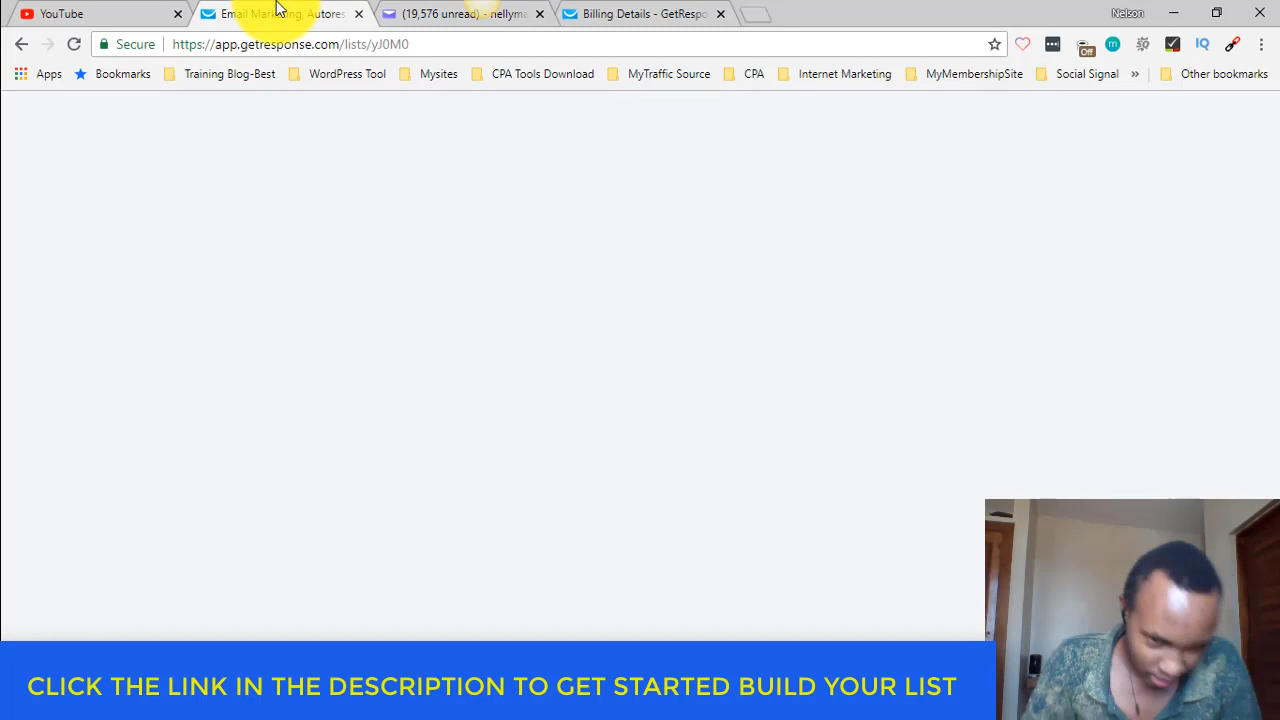 YouTube
Email Marketing, Autores
(19,576 unread) - nellyma
Billing Details - GetRespo
Nelson
Secure
https://app.getresponse.com/lists/yJ0M0
Off
Apps
Bookmarks
Training Blog-Best
WordPress Tool
Mysites
CPA Tools Download
MyTraffic Source
CPA
Internet Marketing
MyMembershipSite
Social Signal
»
Other bookmarks
CLICK THE LINK IN THE DESCRIPTION TO GET STARTED BUILD YOUR LIST